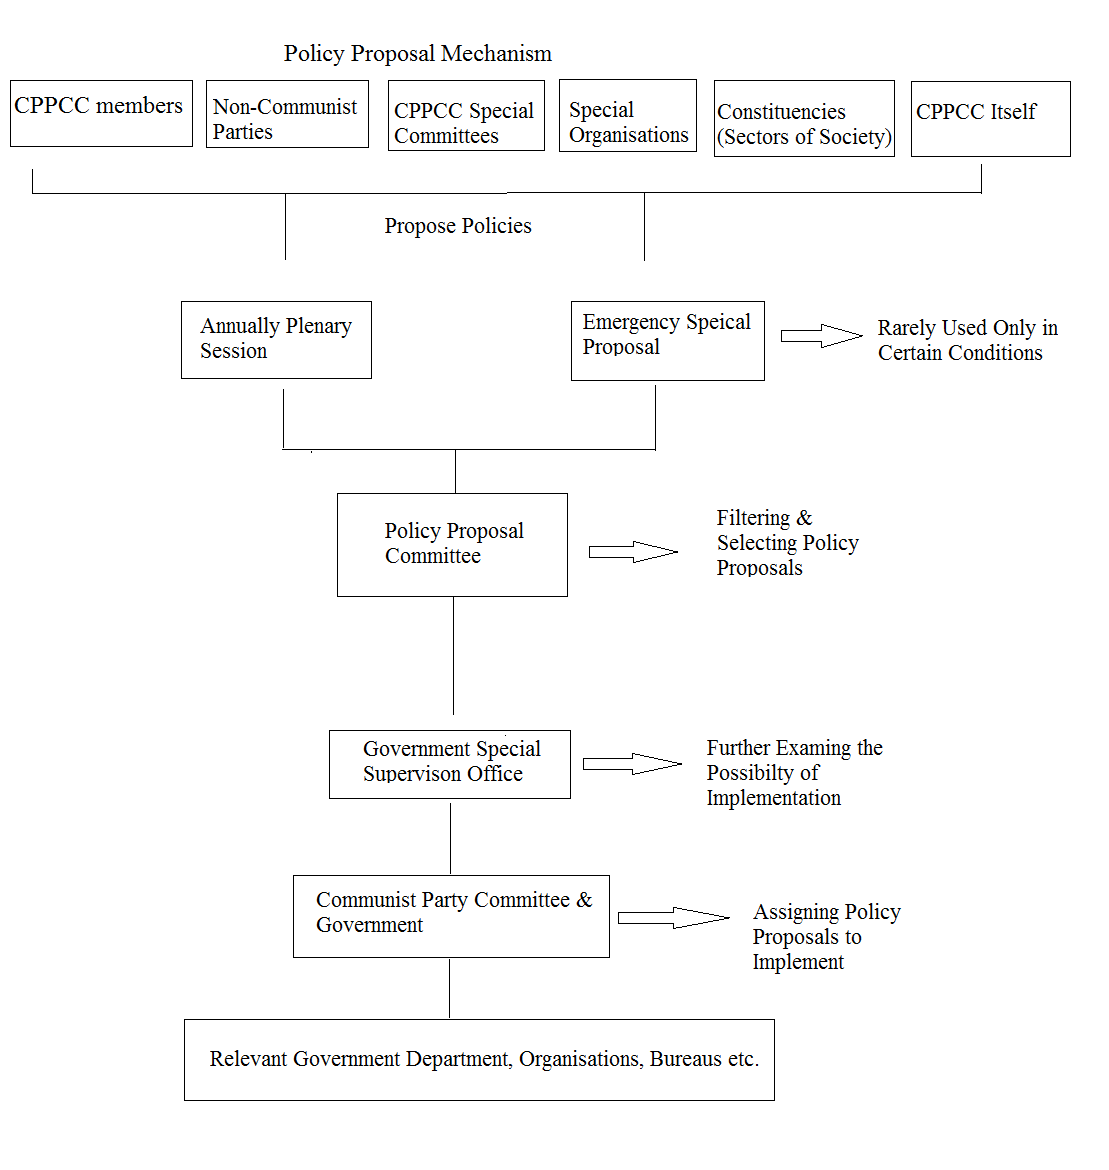 Policy Proposal Mechanism
CPPCC members
Non-Communist
Parties
CPPCC Special
Committees
Special
Organisations
Constituencies
(Sectors of Society)
CPPCC Itself
Propose Policies
Annually Plenary
Session
Emergency Speical
Proposal
Rarely Used Only in
Certain Conditions
Policy Proposal
Committee
Filtering &
Selecting Policy
Proposals
Government Special
Supervison Office
Further Examing the
Possibilty of
Implementation
Communist Party Committee &
Government
Assigning Policy
Proposals to
Implement
Relevant Government Department, Organisations, Bureaus etc.